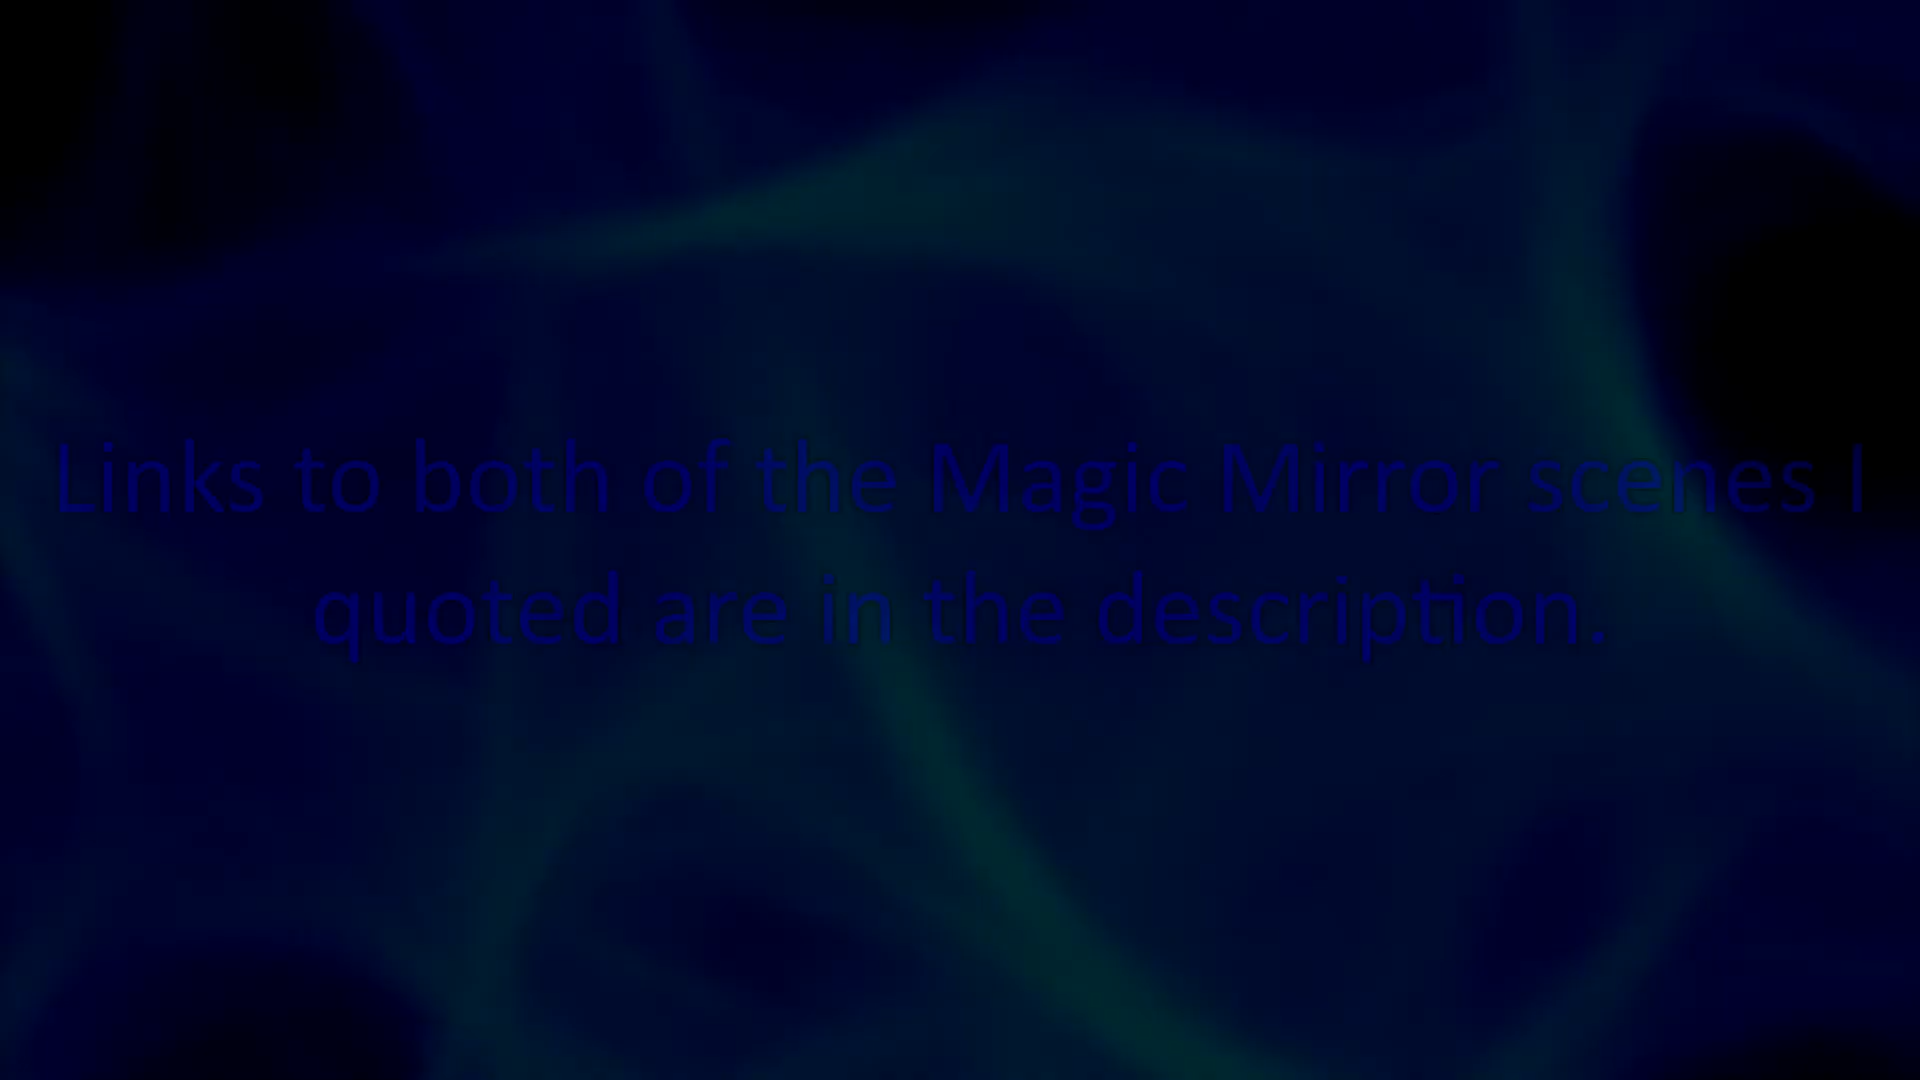 Links to both of the Magic Mirror scenes I
quoted are in the description.